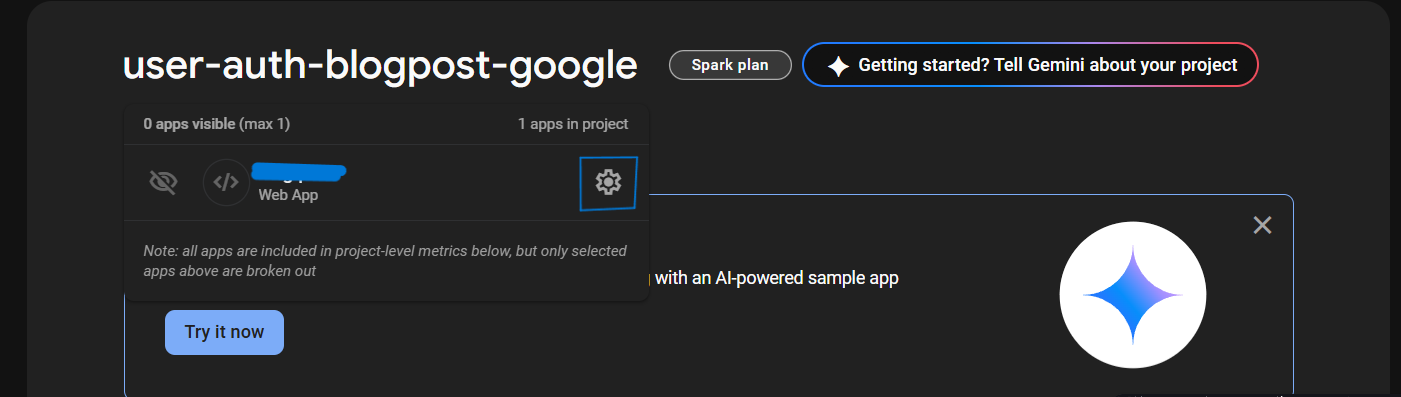 user-auth-blogpost-google
Spark plan
Getting started? Tell Gemini about your project
0 apps visible (max 1)
1 apps in project
Web App
Note: all apps are included in project-level metrics below, but only selected
apps above are broken out
with an AI-powered sample app
Try it now